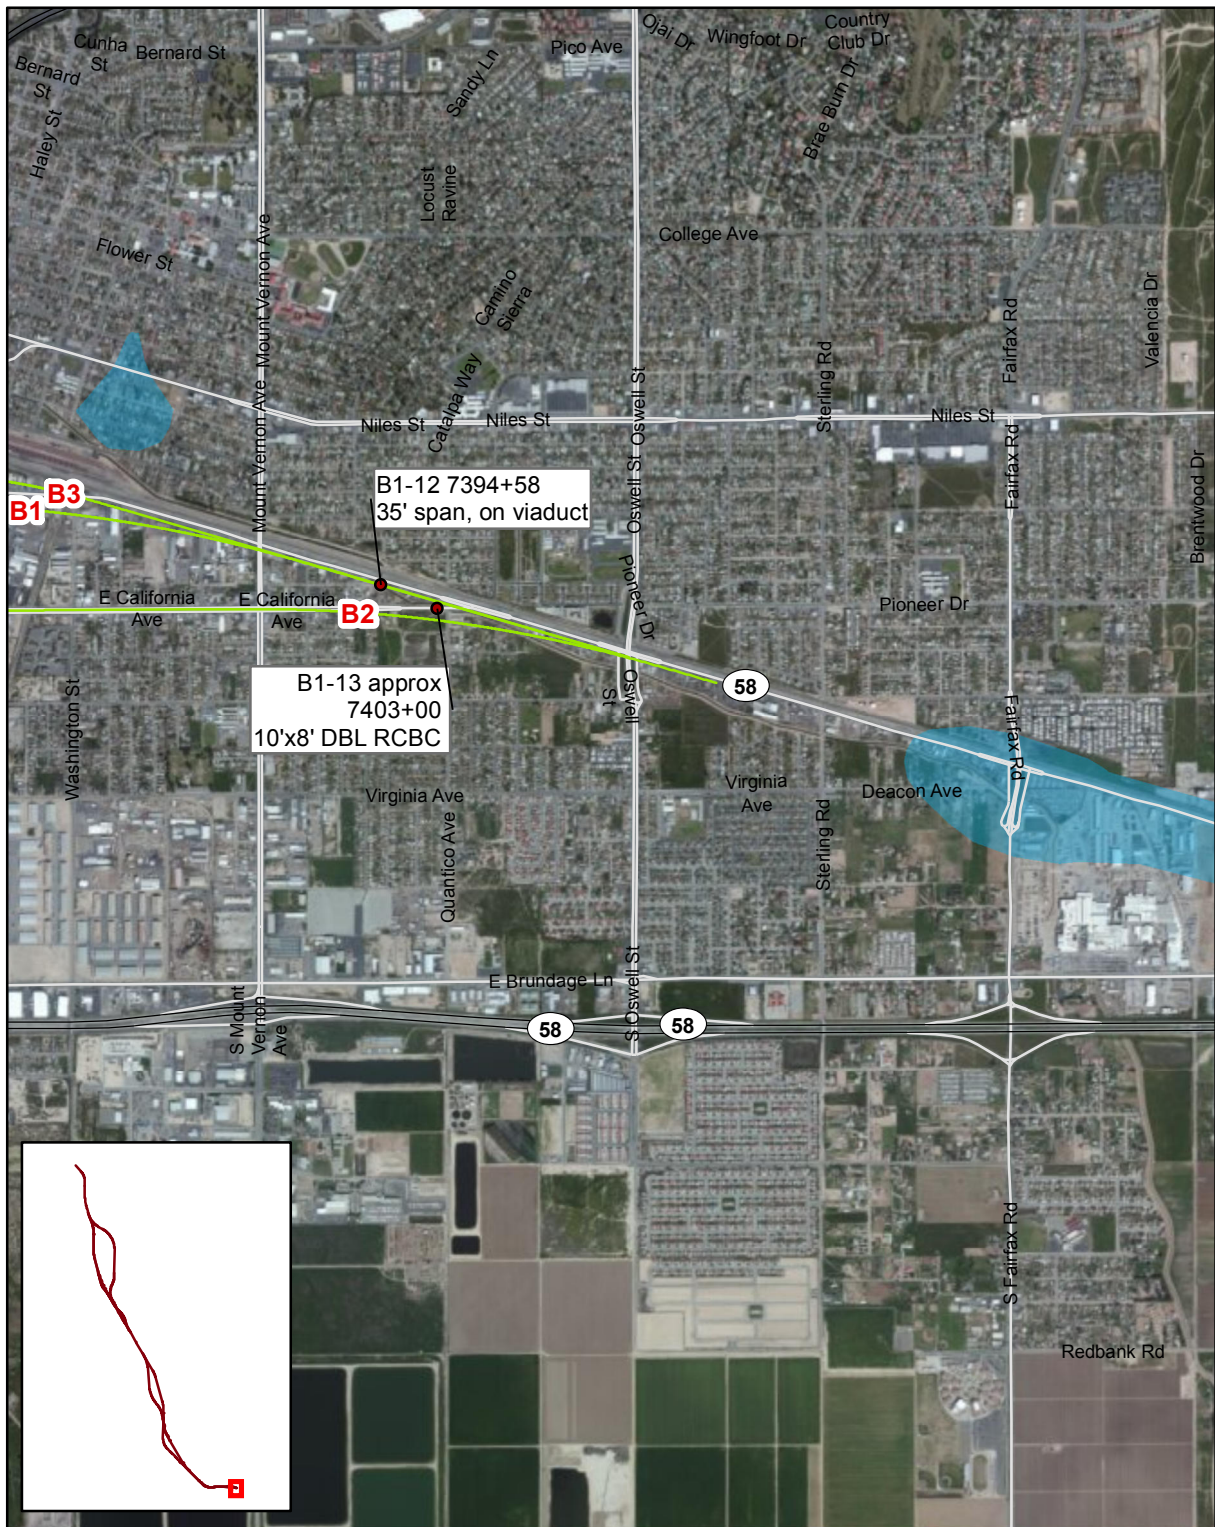 Cunha
St
Bernard St
Bernard
St
Haley St
Flower St
Sandy Ln
Pico Ave
Ojai Dr
Wingfoot Dr
Country
Club Dr
Brae Burn Dr
Locust
Ravine
College Ave
Mount Vernon Ave
Mount Vernon Ave
Camino
Sierra
Catalpa Way
Niles St
Niles St
Oswell St
Oswell St
Sterling Rd
Niles St
Fairfax Rd
Fairfax Rd
Valencia Dr
Brentwood Dr
B3
B1
B1-12 7394+58
35' span, on viaduct
E California
Ave
E California
Ave
B2
Pioneer Dr
Pioneer Dr
B1-13 approx
7403+00
10'x8' DBL RCBC
Oswell
St
58
Fairfax Rd
Washington St
Virginia Ave
Quantico Ave
Virginia
Ave
Deacon Ave
Sterling Rd
E Brundage Ln
S Mount
Vernon
Ave
58
58
S Oswell St
S Fairfax Rd
Redbank Rd